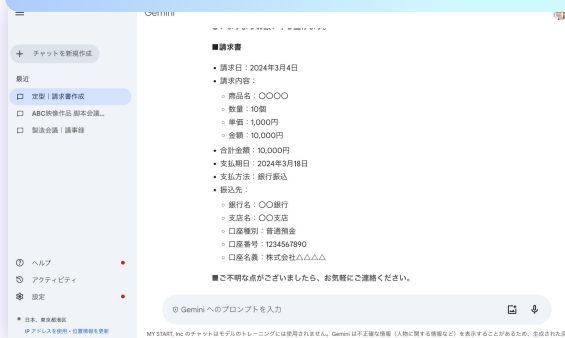 Gemini
チャットを新規作成
最近
定型｜請求書作成
ABC映像作品 脚本会議...
製造会議｜議事録
ヘルプ
アクティビティ
設定
日本、東京都港区
IP アドレスを使用・位置情報を更新
■請求書
• 請求日：2024年3月4日
• 請求内容：
○ 商品名：〇〇〇〇
○ 数量：10個
○ 単価：1,000円
○ 金額：10,000円
• 合計金額：10,000円
• 支払期日：2024年3月18日
• 支払方法：銀行振込
• 振込先：
○ 銀行名：〇〇銀行
○ 支店名：〇〇支店
○ 口座種別：普通預金
○ 口座番号：1234567890
○ 口座名義：株式会社△△△△
■ご不明な点がございましたら、お気軽にご連絡ください。
Gemini へのプロンプトを入力
MY START, Inc のチャットはモデルのトレーニングには使用されません。Gemini は不正確な情報（人物に関する情報など）を表示することがあるため、生成された